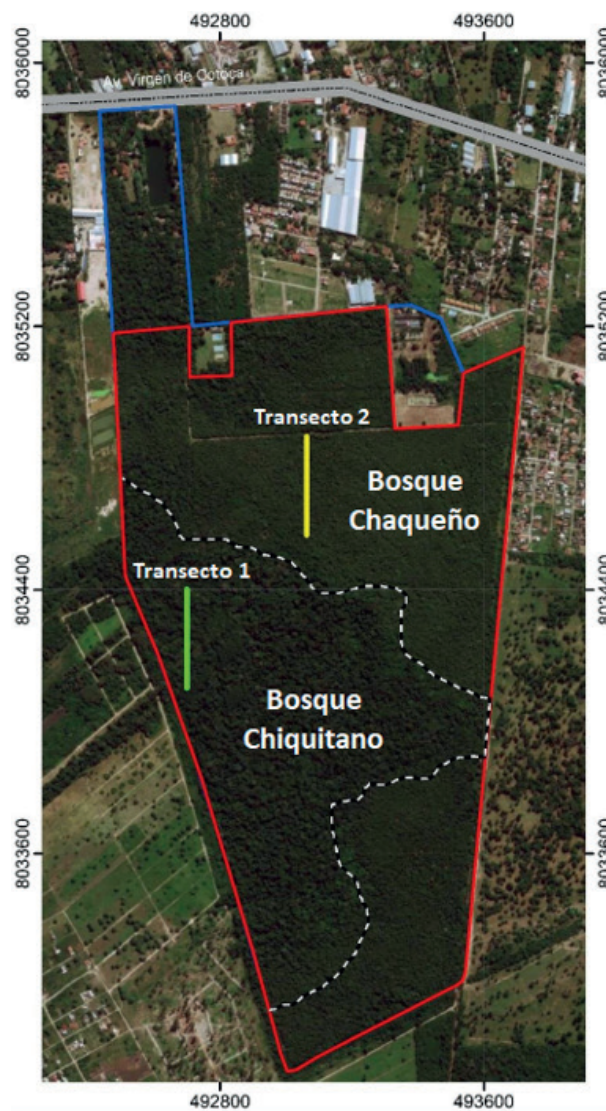 492800 493600
8036000 8036000
Av. Virgen de Cotoca
8035200 8035200
Transecto 2
Bosque
Chaqueño
Transecto 1
8034400 8034400
Bosque
Chiquitano
8033600 8033600
492800 493600